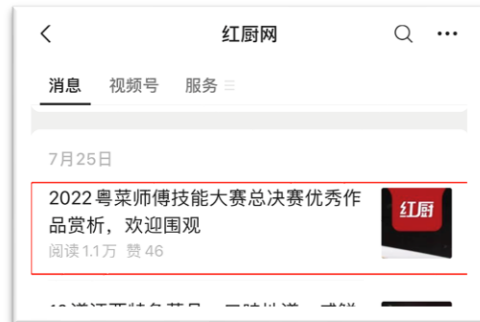 红厨网
消息 视频号 服务
7月25日
2022粤菜师傅技能大赛总决赛优秀作
品赏析，欢迎围观
阅读1.1万 赞46
红厨